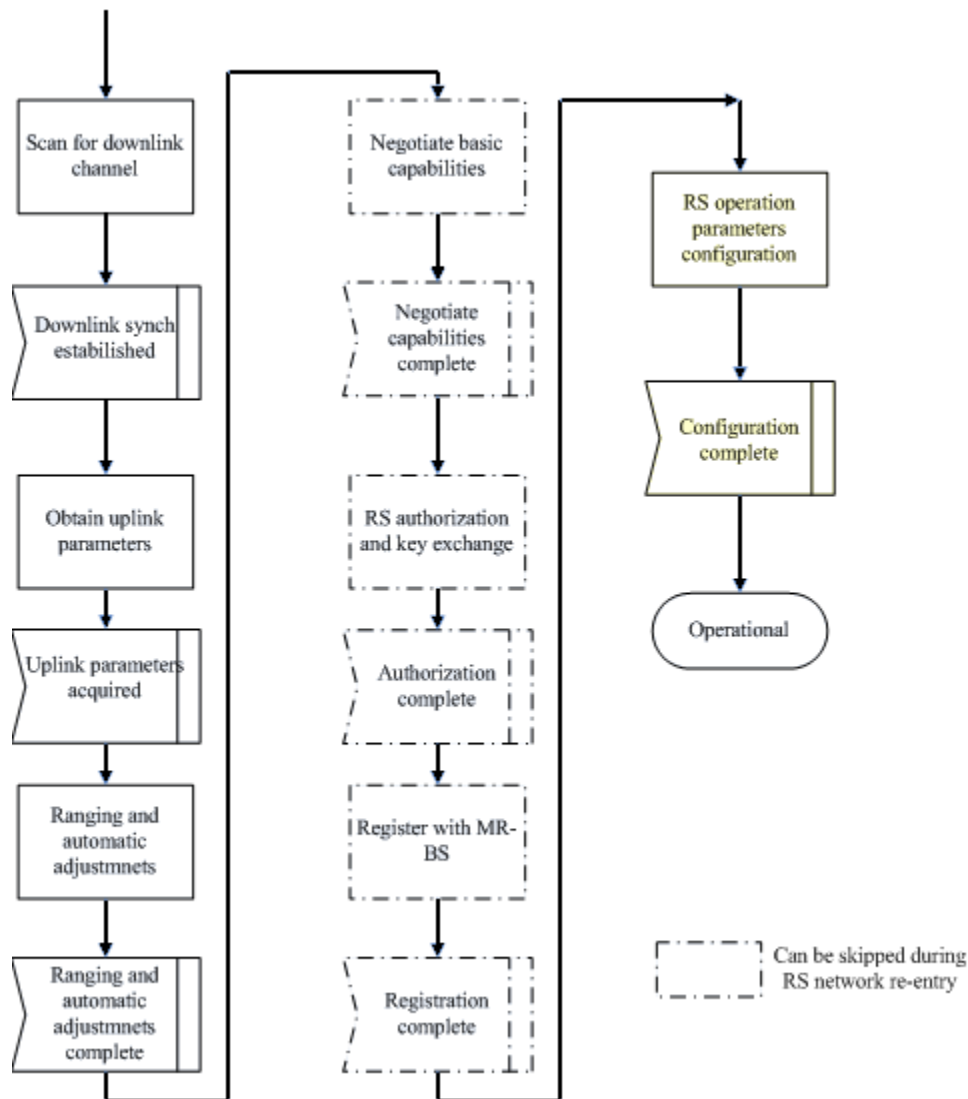 Scan for downlink
channel
Downlink synch
estabilished
Obtain uplink
parameters
Uplink parameters
acquired
Ranging and
automatic
adjustmnets
Ranging and
automatic
adjustmnets
complete
Negotiate basic
capabilities
Negotiate
capabilities
complete
RS authorization
and key exchange
Authorization
complete
Register with MR-
BS
Registration
complete
RS operation
parameters
configuration
Configuration
complete
Operational
Can be skipped during
RS network re-entry